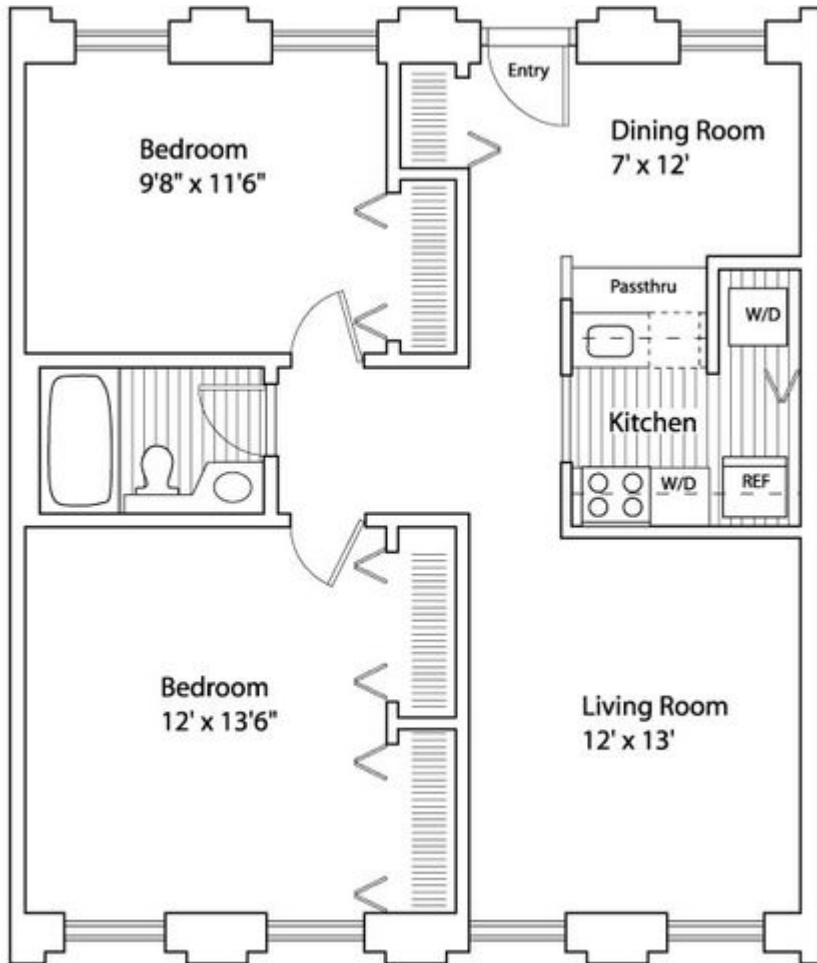 Entry
Bedroom
9'8" x 11'6"
Dining Room
7' x 12'
Passthru
W/D
Kitchen
W/D
REF
Bedroom
12' x 13'6"
Living Room
12' x 13'